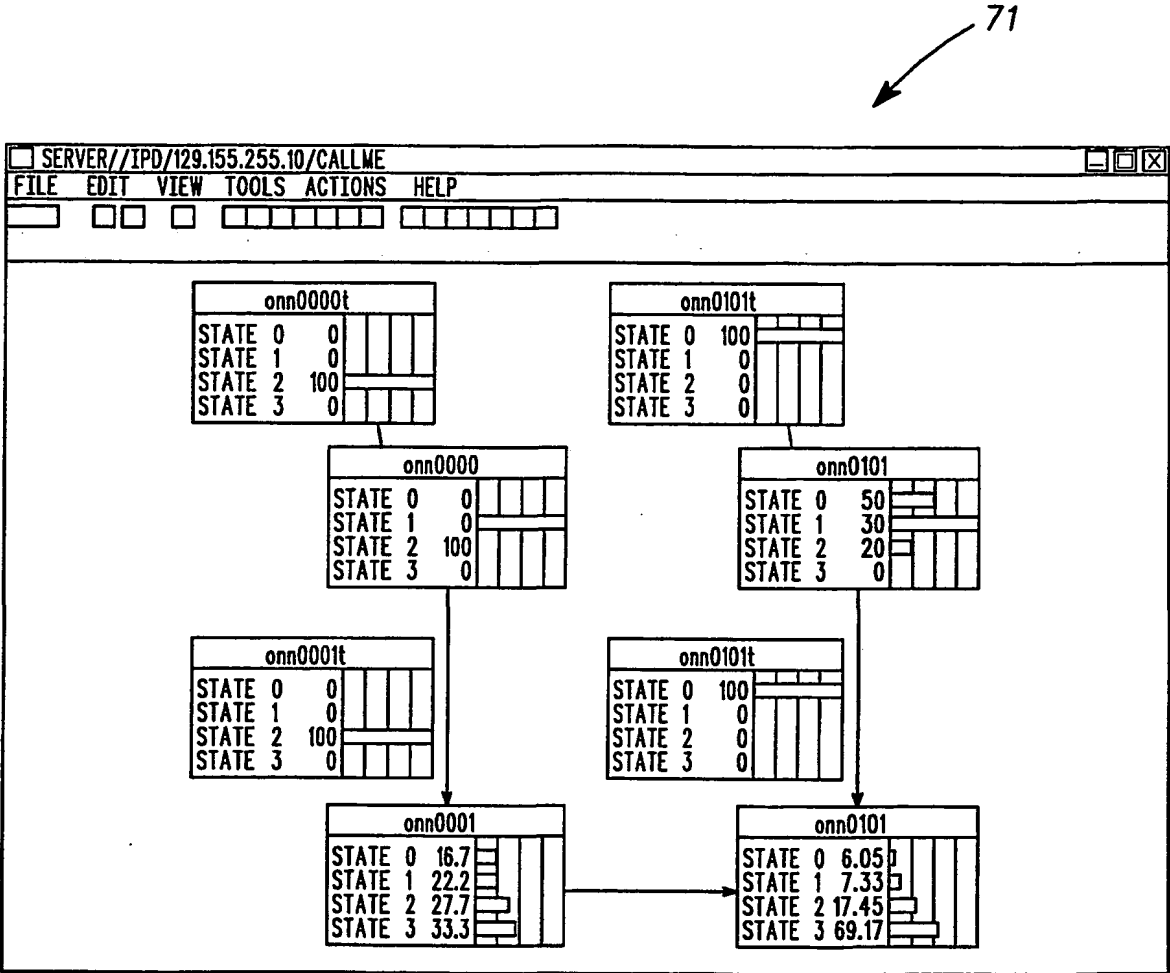 71
SERVER//IPD/129.155.255.10/CALLME
FILE EDIT VIEW TOOLS ACTIONS HELP
onn0000t
STATE 0 0
STATE 1 0
STATE 2 100
STATE 3 0
onn0101t
STATE 0 100
STATE 1 0
STATE 2 0
STATE 3 0
onn0000
STATE 0 0
STATE 1 0
STATE 2 100
STATE 3 0
onn0101
STATE 0 50
STATE 1 30
STATE 2 20
STATE 3 0
onn0001t
STATE 0 0
STATE 1 0
STATE 2 100
STATE 3 0
onn0101t
STATE 0 100
STATE 1 0
STATE 2 0
STATE 3 0
onn0001
STATE 0 16.7
STATE 1 22.2
STATE 2 27.7
STATE 3 33.3
onn0101
STATE 0 6.05
STATE 1 7.33
STATE 2 17.45
STATE 3 69.17